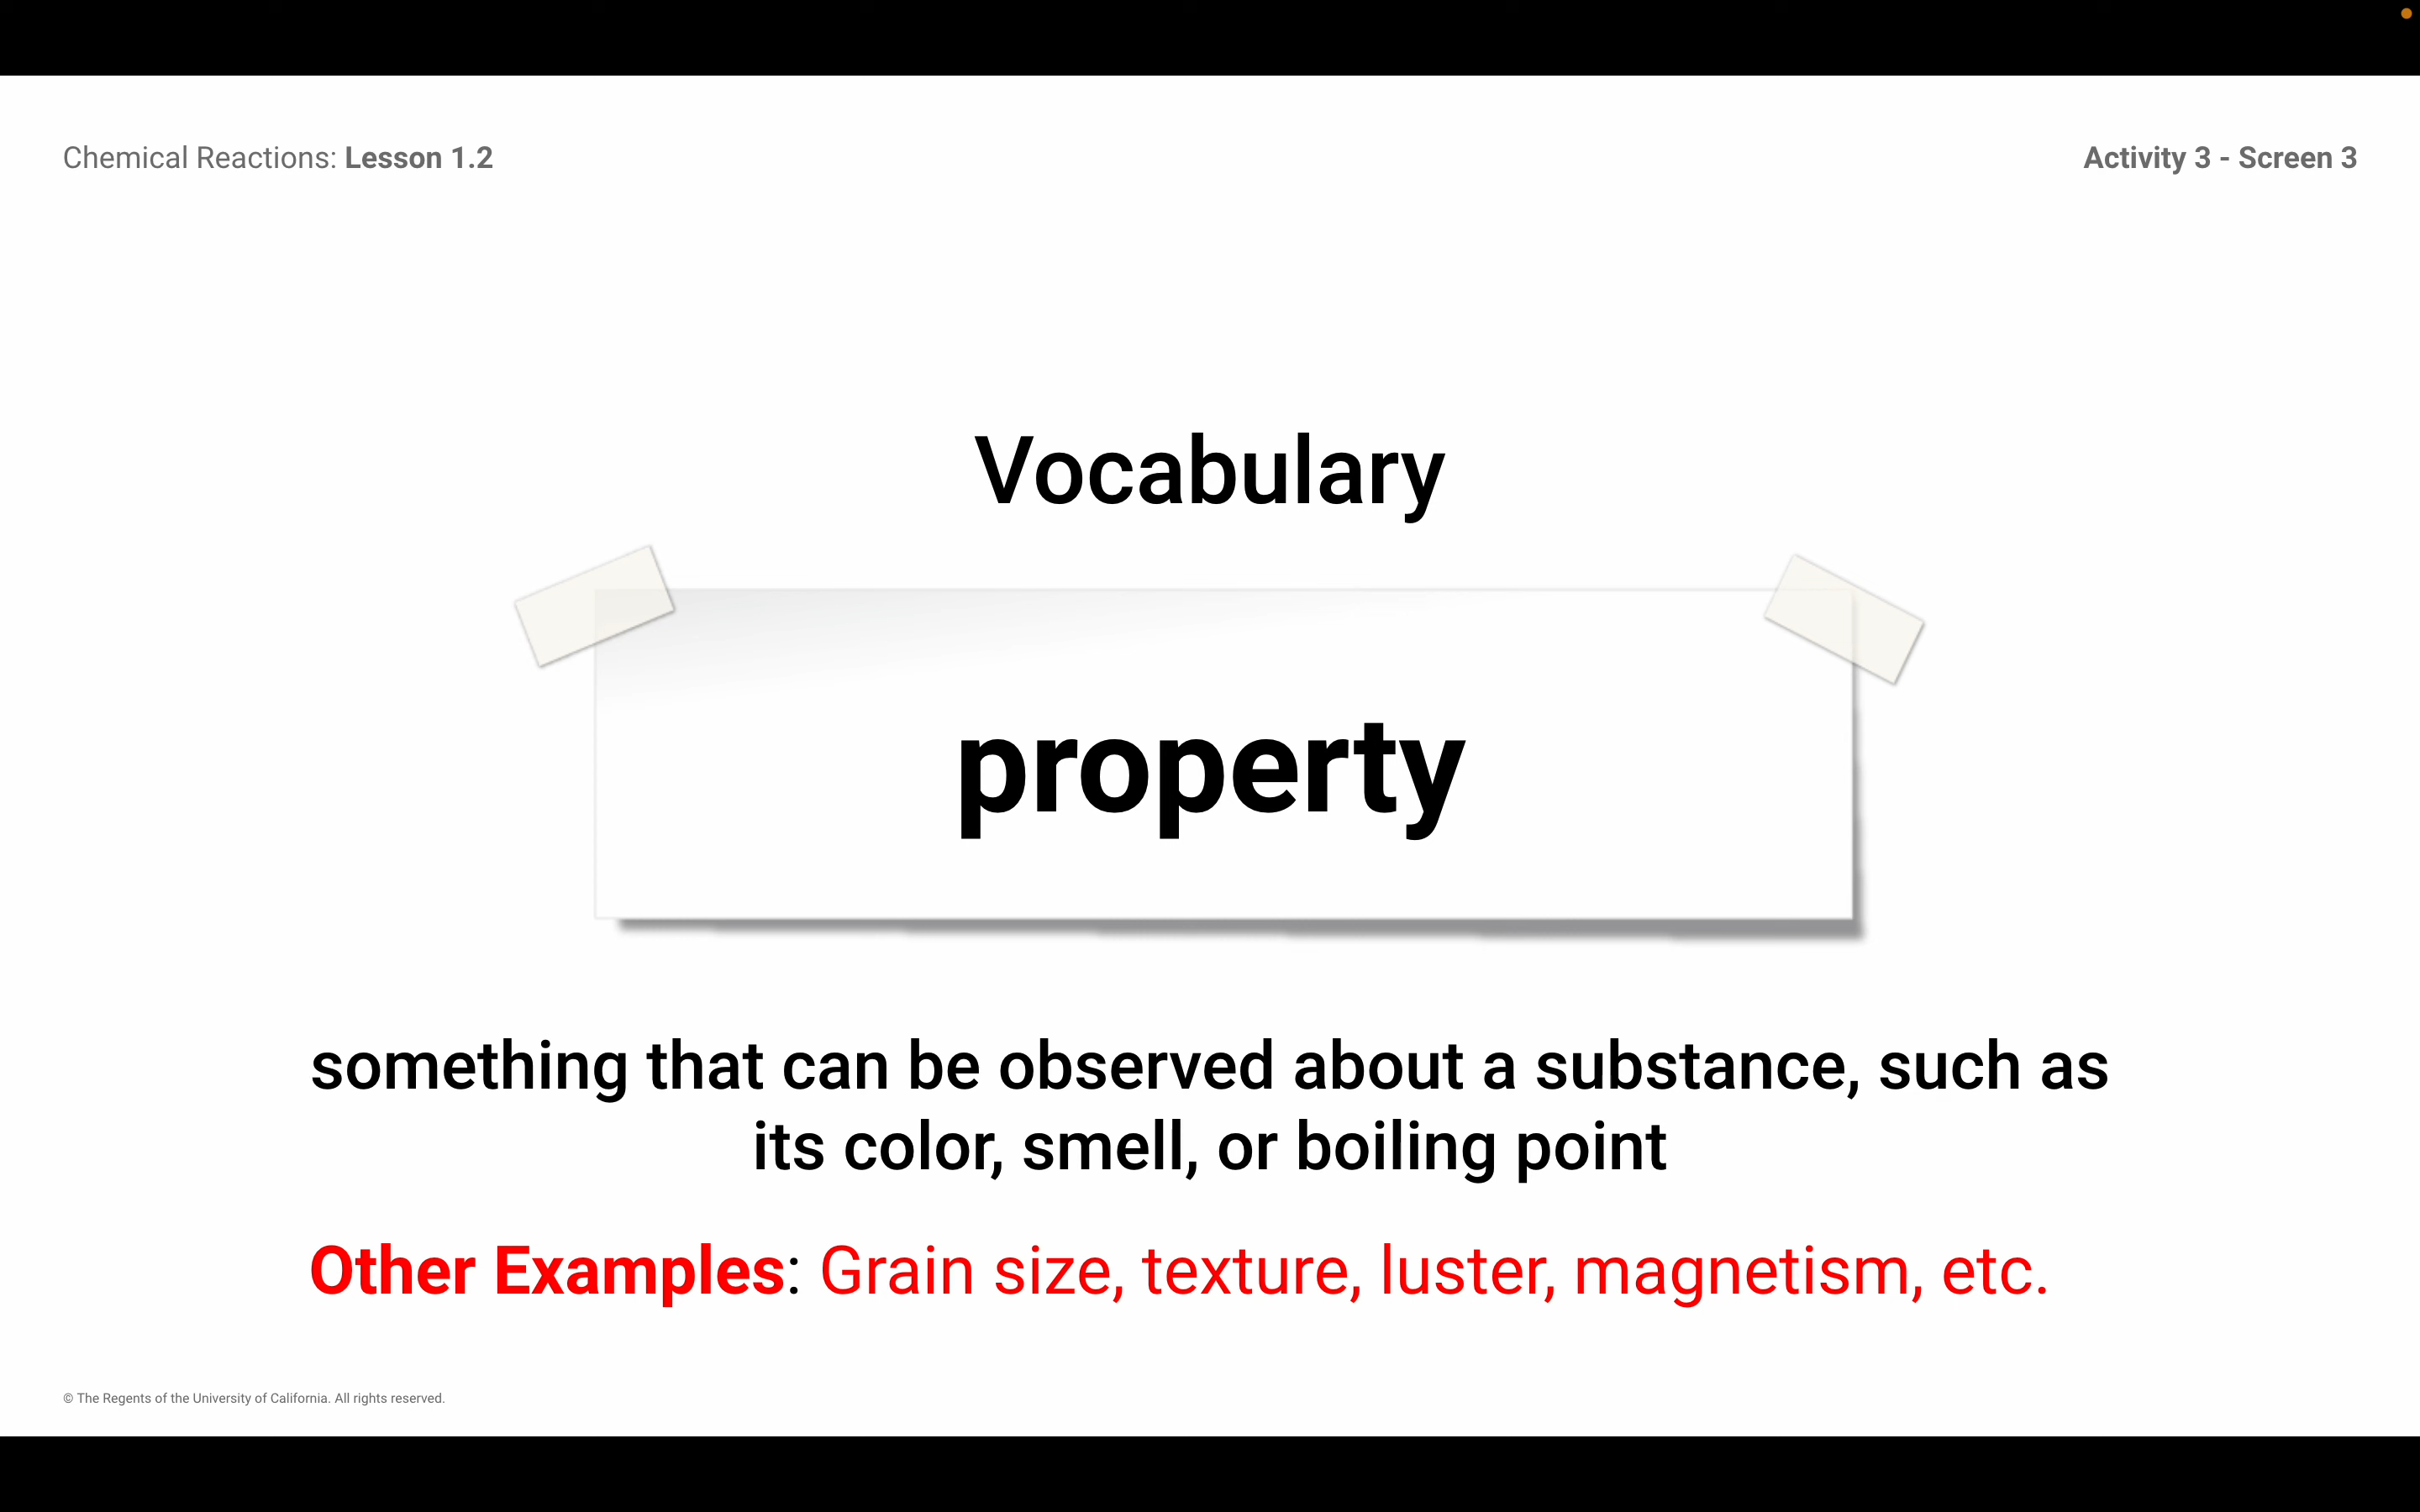 Chemical Reactions: Lesson 1.2
Activity 3 - Screen 3
Vocabulary
property
something that can be observed about a substance, such as
its color, smell, or boiling point
Other Examples: Grain size, texture, luster, magnetism, etc.
© The Regents of the University of California. All rights reserved.